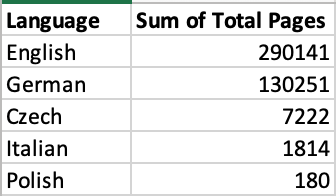 Language Sum of Total Pages
English 290141
German 130251
Czech 7222
Italian 1814
Polish 180